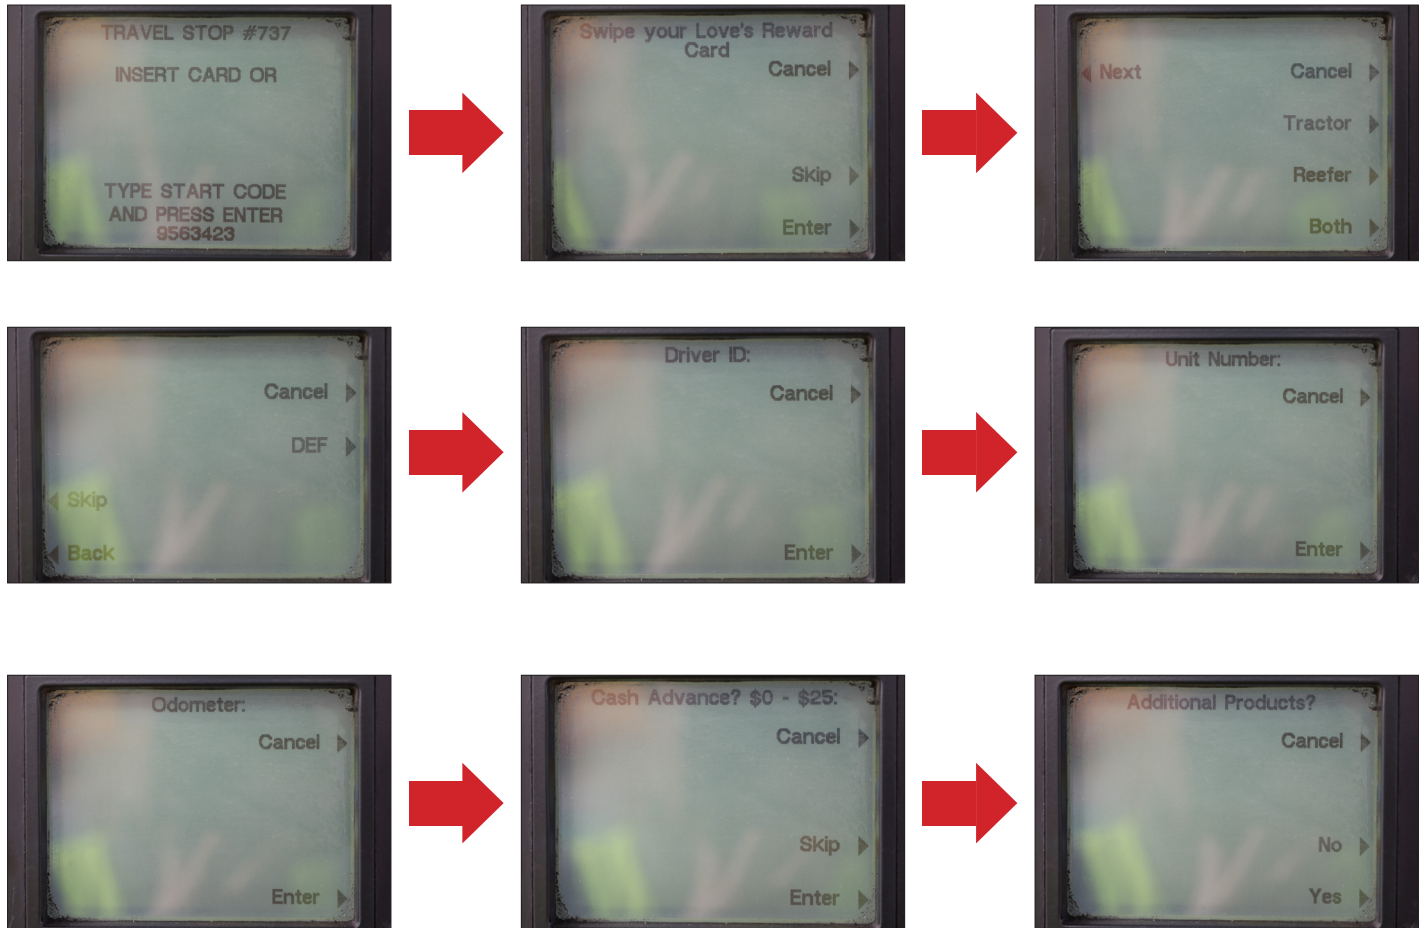 TRAVEL STOP #737
INSERT CARD OR
TYPE START CODE
AND PRESS ENTER
9563423
Swipe your Love's Reward
Card
Cancel
Skip
Enter
Next
Cancel
Tractor
Reefer
Both
Cancel
DEF
Skip
Back
Driver ID:
Cancel
Enter
Unit Number:
Cancel
Enter
Odometer:
Cancel
Enter
Cash Advance? $0 - $25:
Cancel
Skip
Enter
Additional Products?
Cancel
No
Yes